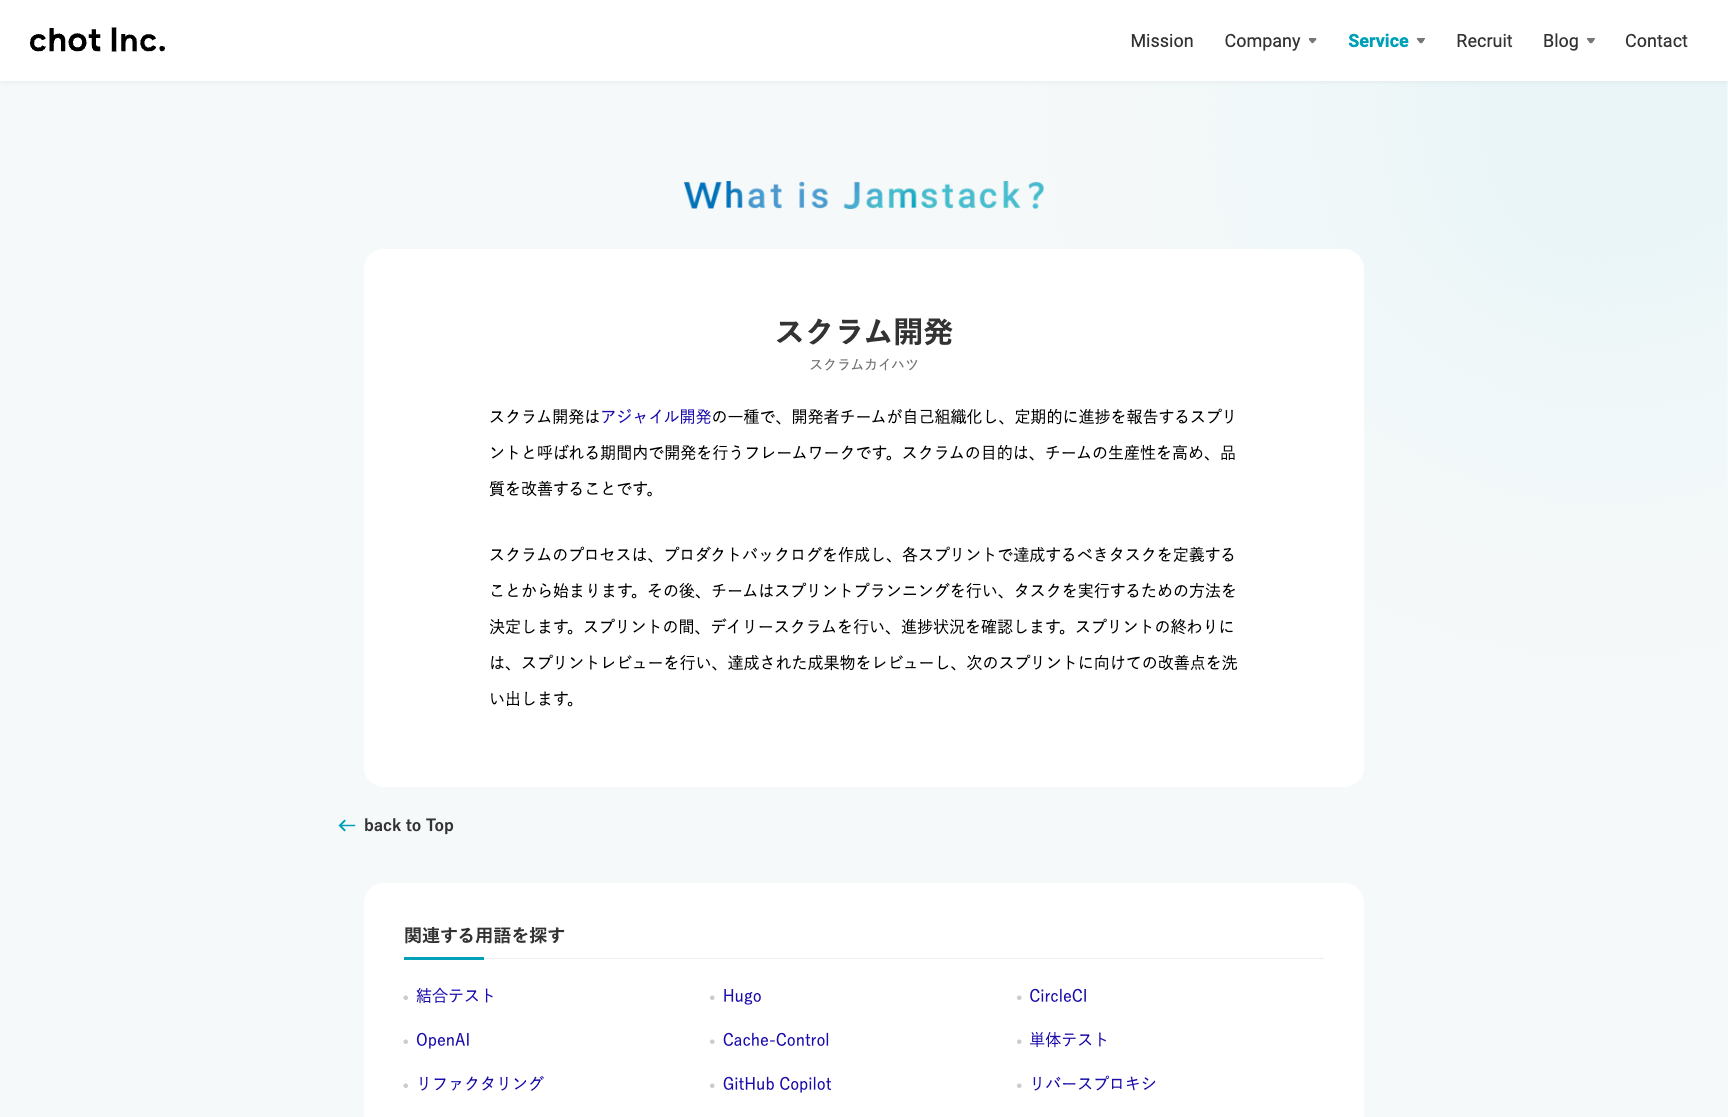 chot Inc.
Mission Company Service Recruit Blog Contact
What is Jamstack?
スクラム開発
スクラムカイハツ
スクラム開発はアジャイル開発の一種で、開発者チームが自己組織化し、定期的に進捗を報告するスプリ
ントと呼ばれる期間内で開発を行うフレームワークです。スクラムの目的は、チームの生産性を高め、品
質を改善することです。
スクラムのプロセスは、プロダクトバックログを作成し、各スプリントで達成するべきタスクを定義する
ことから始まります。その後、チームはスプリントプランニングを行い、タスクを実行するための方法を
決定します。スプリントの間、デイリースクラムを行い、進捗状況を確認します。スプリントの終わりに
は、スプリントレビューを行い、達成された成果物をレビューし、次のスプリントに向けての改善点を洗
い出します。
back to Top
関連する用語を探す
結合テスト Hugo CircleCI
OpenAI Cache-Control 単体テスト
リファクタリング GitHub Copilot リバースプロキシ